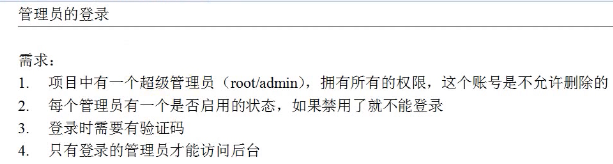 管理员的登录
需求：
1. 项目中有一个超级管理员（root/admin），拥有所有的权限，这个账号是不允许删除的
2. 每个管理员有一个是否启用的状态，如果禁用了就不能登录
3. 登录时需要有验证码
4. 只有登录的管理员才能访问后台